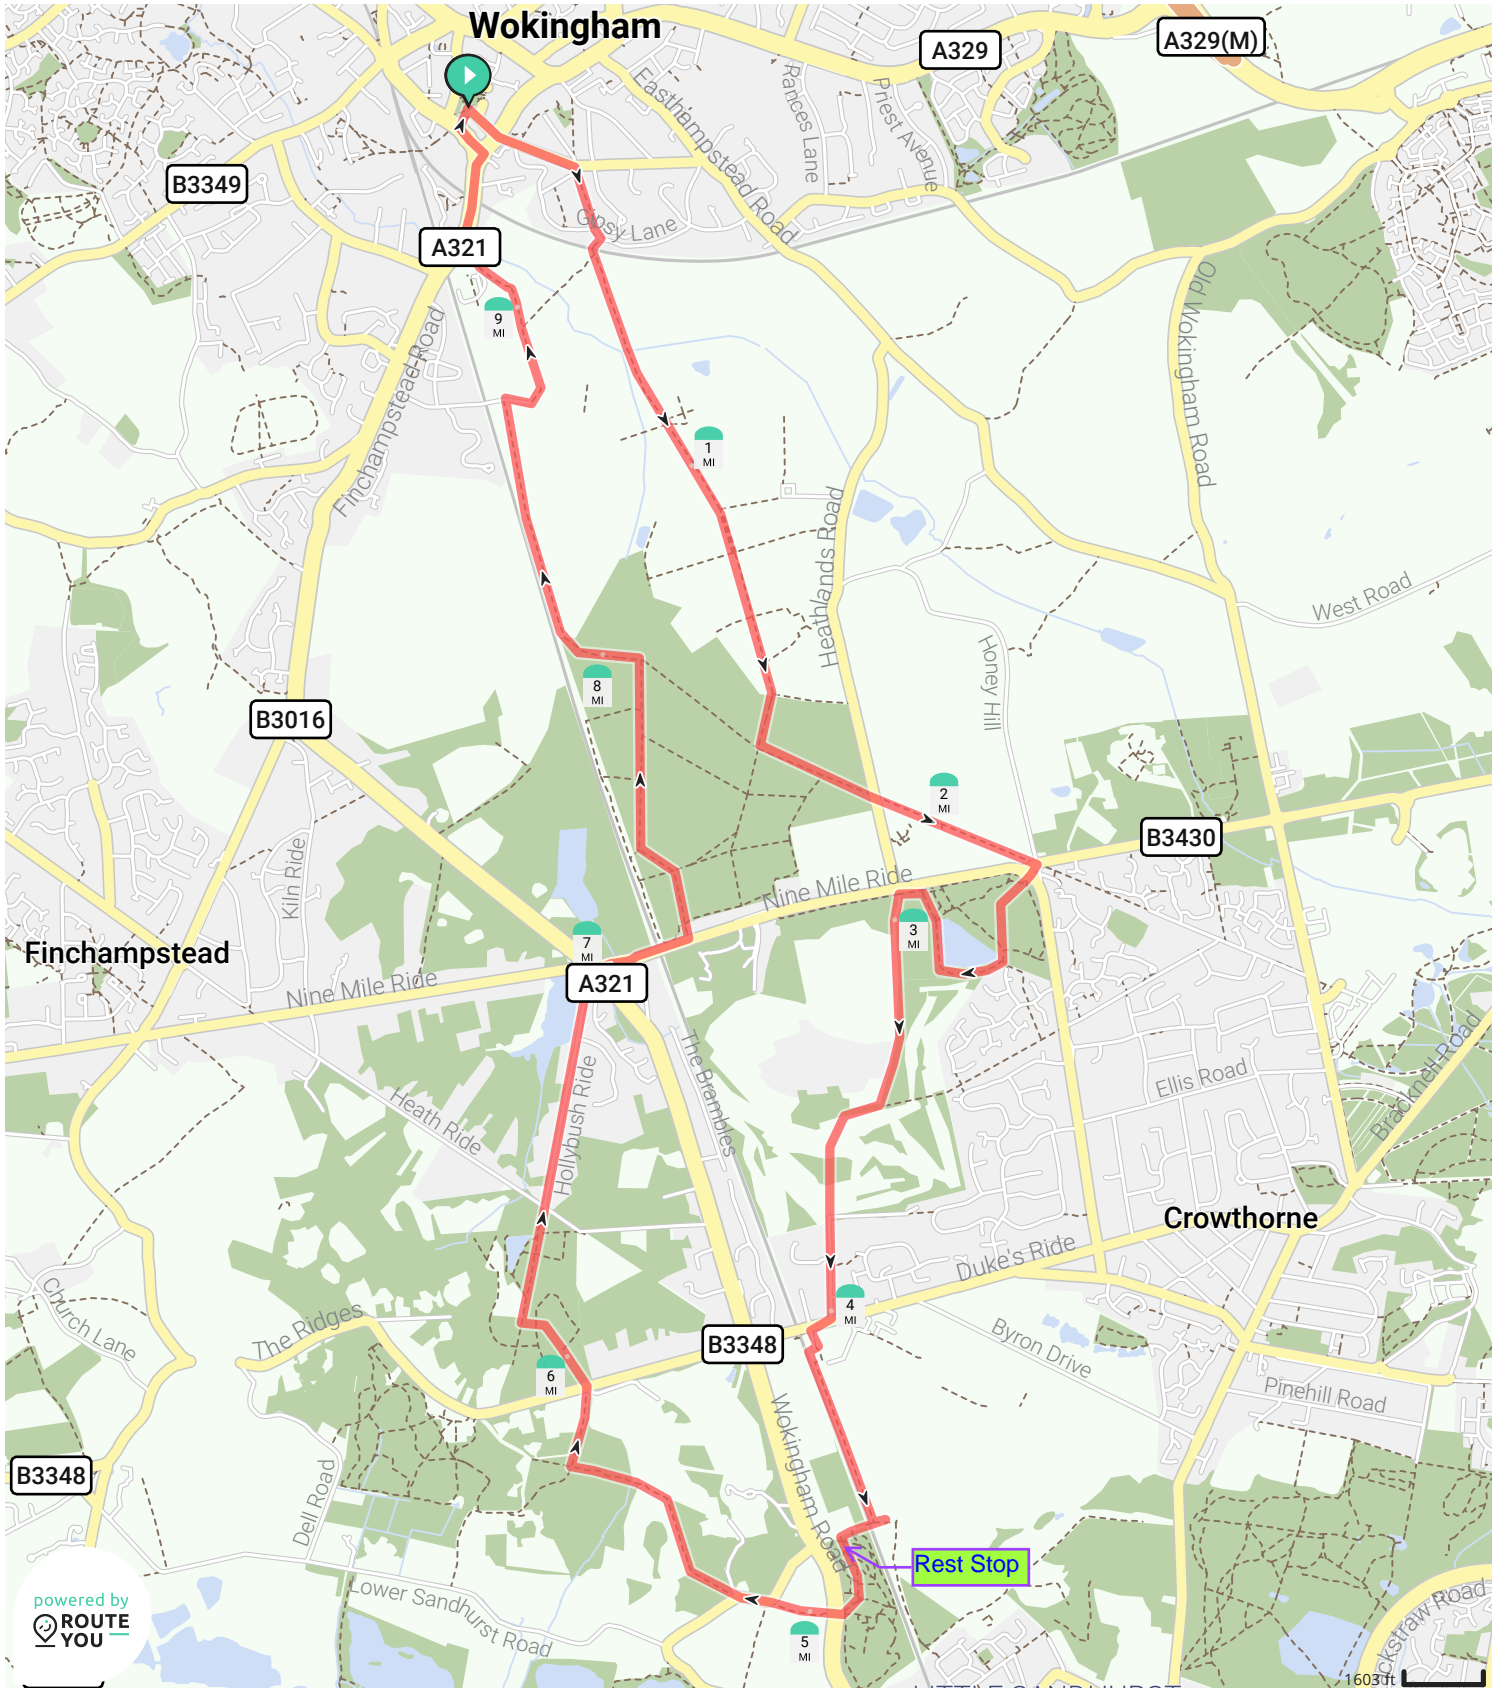 Wokingham
A329
A329(M)
Easthampstead Road
Rances Lane
Priest Avenue
B3349
Gipsy Lane
A321
Old Wokingham Road
9
MI
Finchampstead Road
1
MI
Heathlands Road
West Road
Honey Hill
8
MI
B3016
2
MI
B3430
Kiln Ride
Nine Mile Ride
3
MI
7
MI
Finchampstead
A321
Nine Mile Ride
The Brambles
Bracknell Road
Ellis Road
Heath Ride
Hollybush Ride
Crowthorne
Duke's Ride
Church Lane
The Ridges
4
MI
B3348
Byron Drive
6
MI
Pinehill Road
Wokingham Road
B3348
Dell Road
Rest Stop
Lower Sandhurst Road
powered by
ROUTE
YOU
5
MI
1603 ft